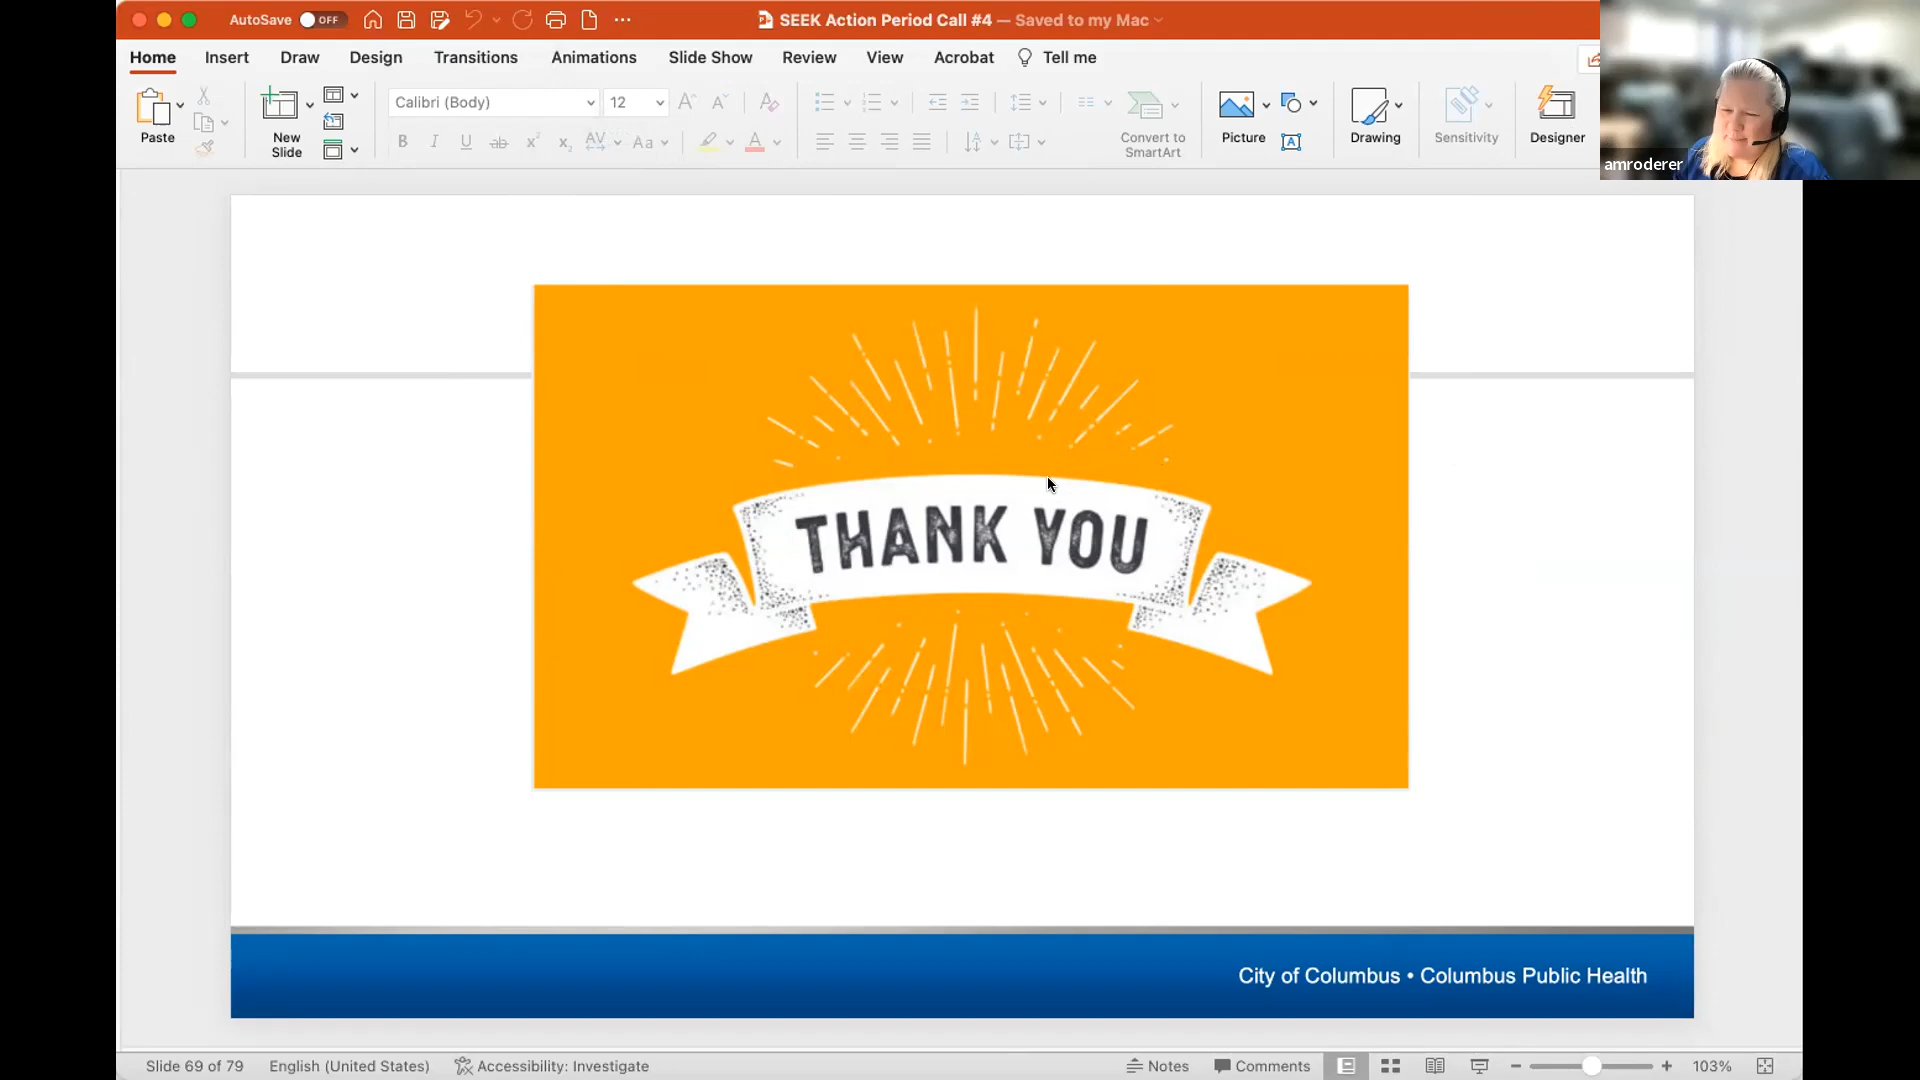 AutoSave OFF
SEEK Action Period Call #4 — Saved to my Mac
Home Insert Draw Design Transitions Animations Slide Show Review View Acrobat Tell me
Paste
New
Slide
Calibri (Body) 12
Convert to
SmartArt
Picture
Drawing
Sensitivity
Designer
amroderer
THANK YOU
City of Columbus • Columbus Public Health
Slide 69 of 79 English (United States) Accessibility: Investigate Notes Comments 103%